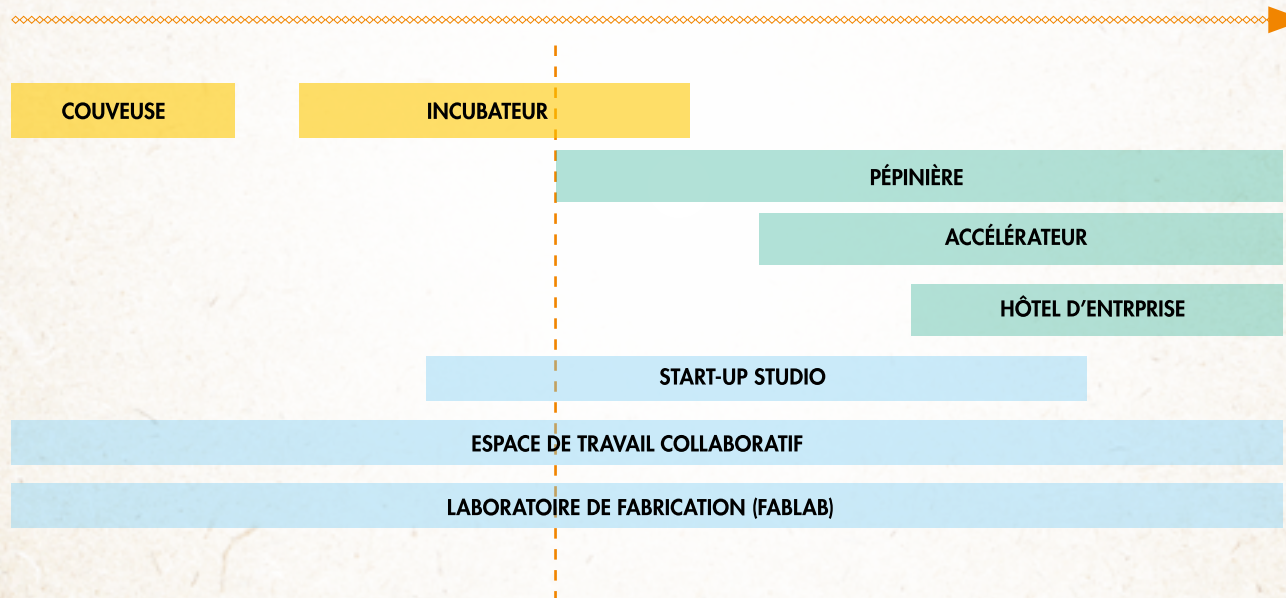 COUVEUSE
INCUBATEUR
PÉPINIÈRE
ACCÉLÉRATEUR
HÔTEL D’ENTRPRISE
START-UP STUDIO
ESPACE DE TRAVAIL COLLABORATIF
LABORATOIRE DE FABRICATION (FABLAB)